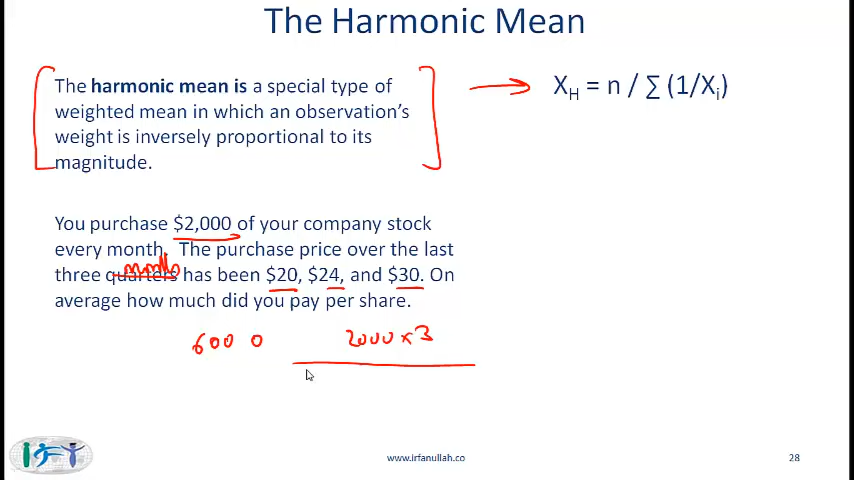 The Harmonic Mean
The harmonic mean is a special type of
weighted mean in which an observation's
weight is inversely proportional to its
magnitude.
X_H = n / ∑ (1/X_i)
You purchase $2,000 of your company stock
every month. The purchase price over the last
months
three quarters has been $20, $24, and $30. On
average how much did you pay per share.
6000 2000 x 3
www.irfanullah.co
28